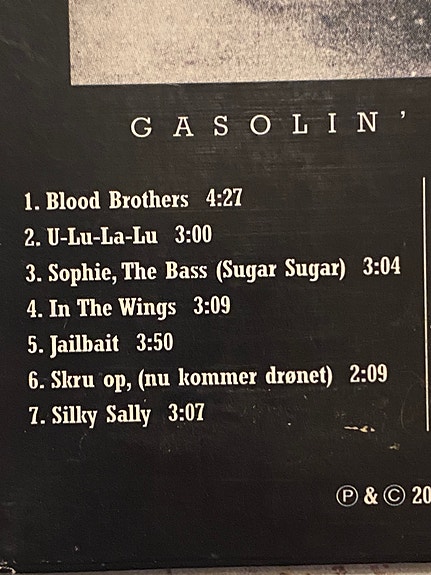 GASOLIN'
1. Blood Brothers 4:27
2. U-Lu-La-Lu 3:00
3. Sophie, The Bass (Sugar Sugar) 3:04
4. In The Wings 3:09
5. Jailbait 3:50
6. Skru op, (nu kommer drønet) 2:09
7. Silky Sally 3:07
℗ & © 20